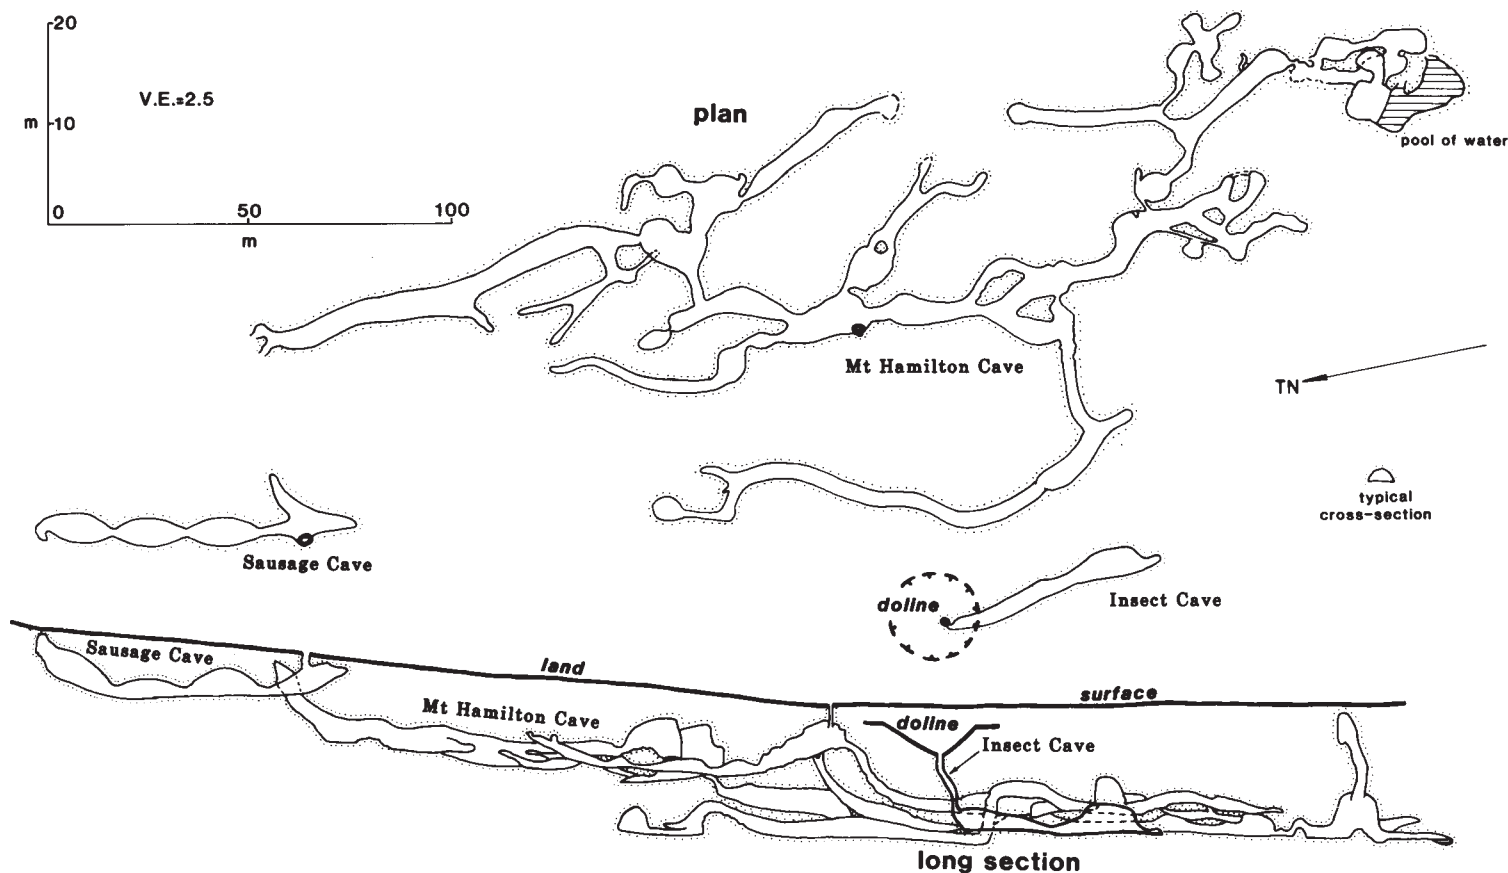 20
V.E.=2.5
m
10
plan
pool of water
0
50
100
m
Mt Hamilton Cave
TN
typical
cross-section
Sausage Cave
doline
Insect Cave
Sausage Cave
land
surface
Mt Hamilton Cave
doline
Insect Cave
long section